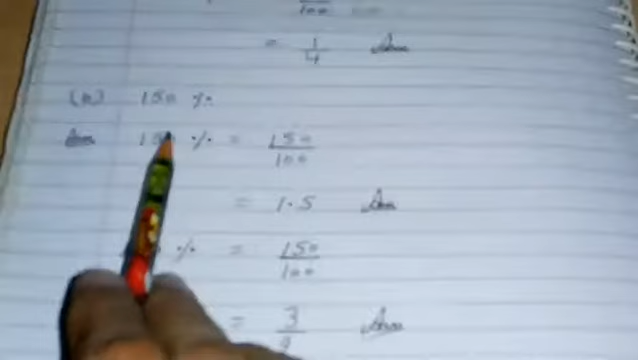 100
= 1/4 Ans
(b) 150 %
Ans 150 % = 150/100
= 1.5 Ans
% = 150/100
= 3/2 Ans